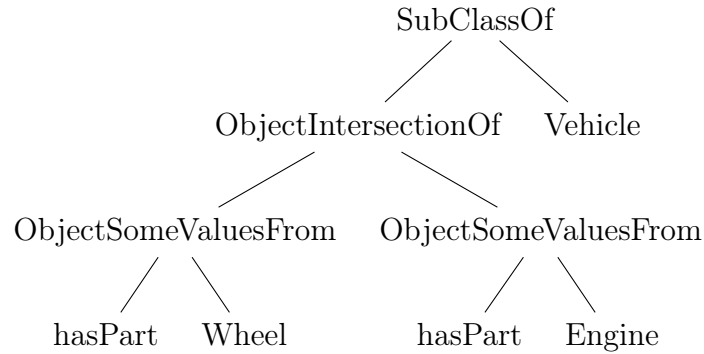 SubClassOf
ObjectIntersectionOf Vehicle
ObjectSomeValuesFrom ObjectSomeValuesFrom
hasPart Wheel hasPart Engine